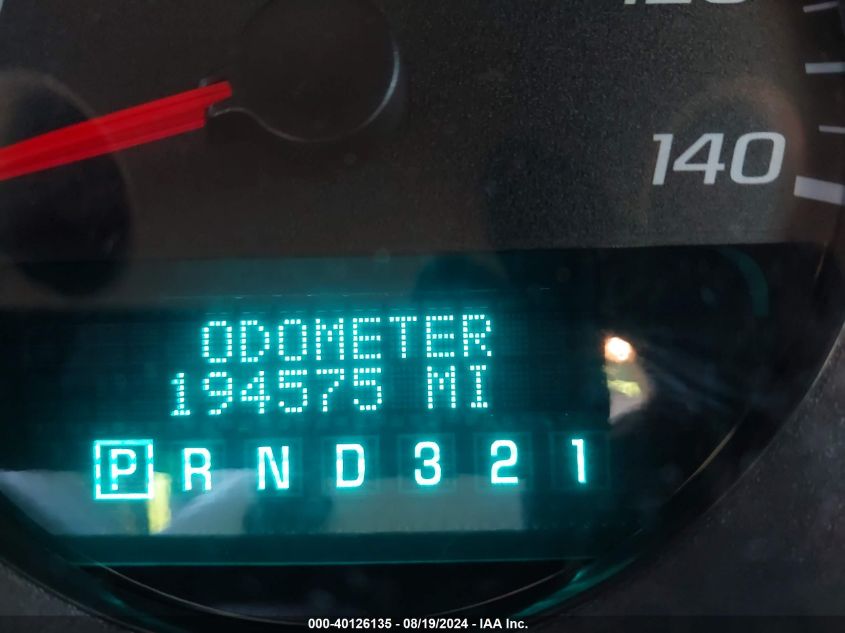 140
ODOMETER
194575 MI
P R N D 3 2 1
000-40126135 - 08/19/2024 - IAA Inc.